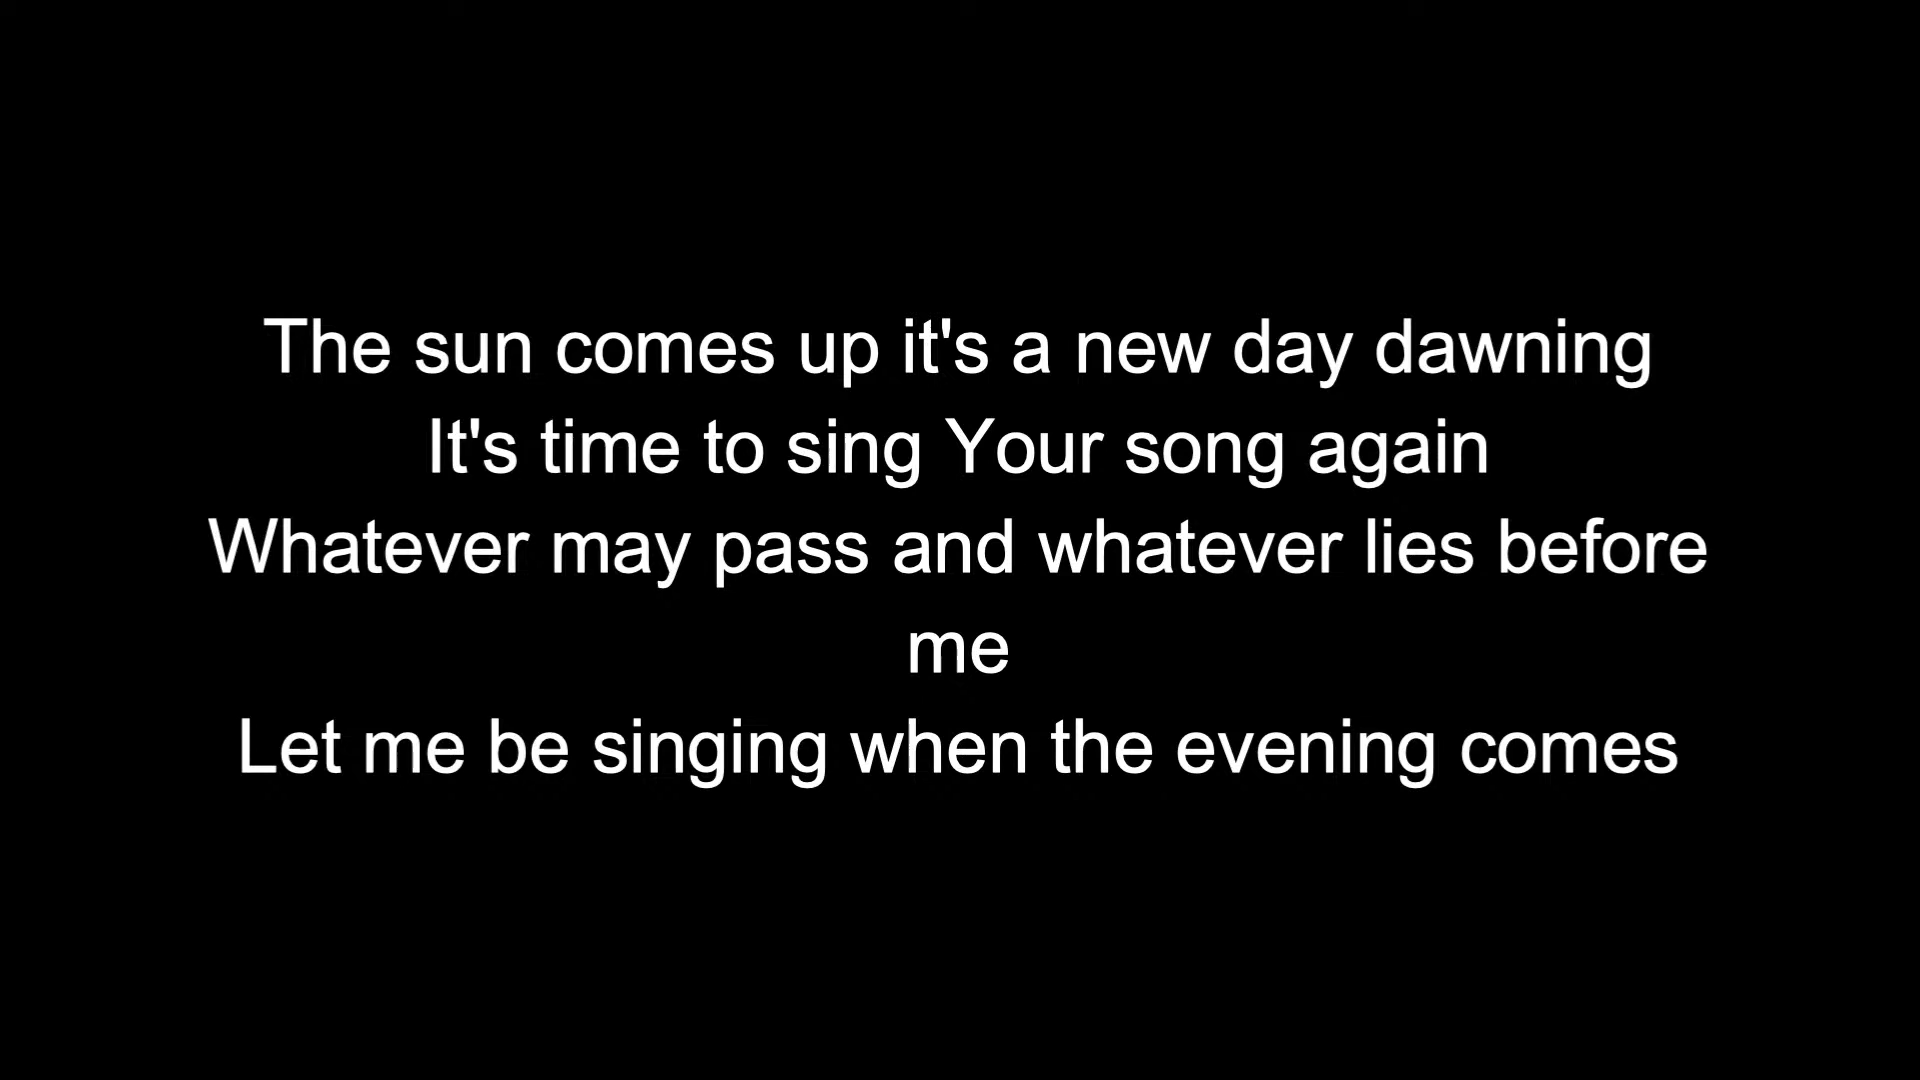 The sun comes up it's a new day dawning
It's time to sing Your song again
Whatever may pass and whatever lies before
me
Let me be singing when the evening comes